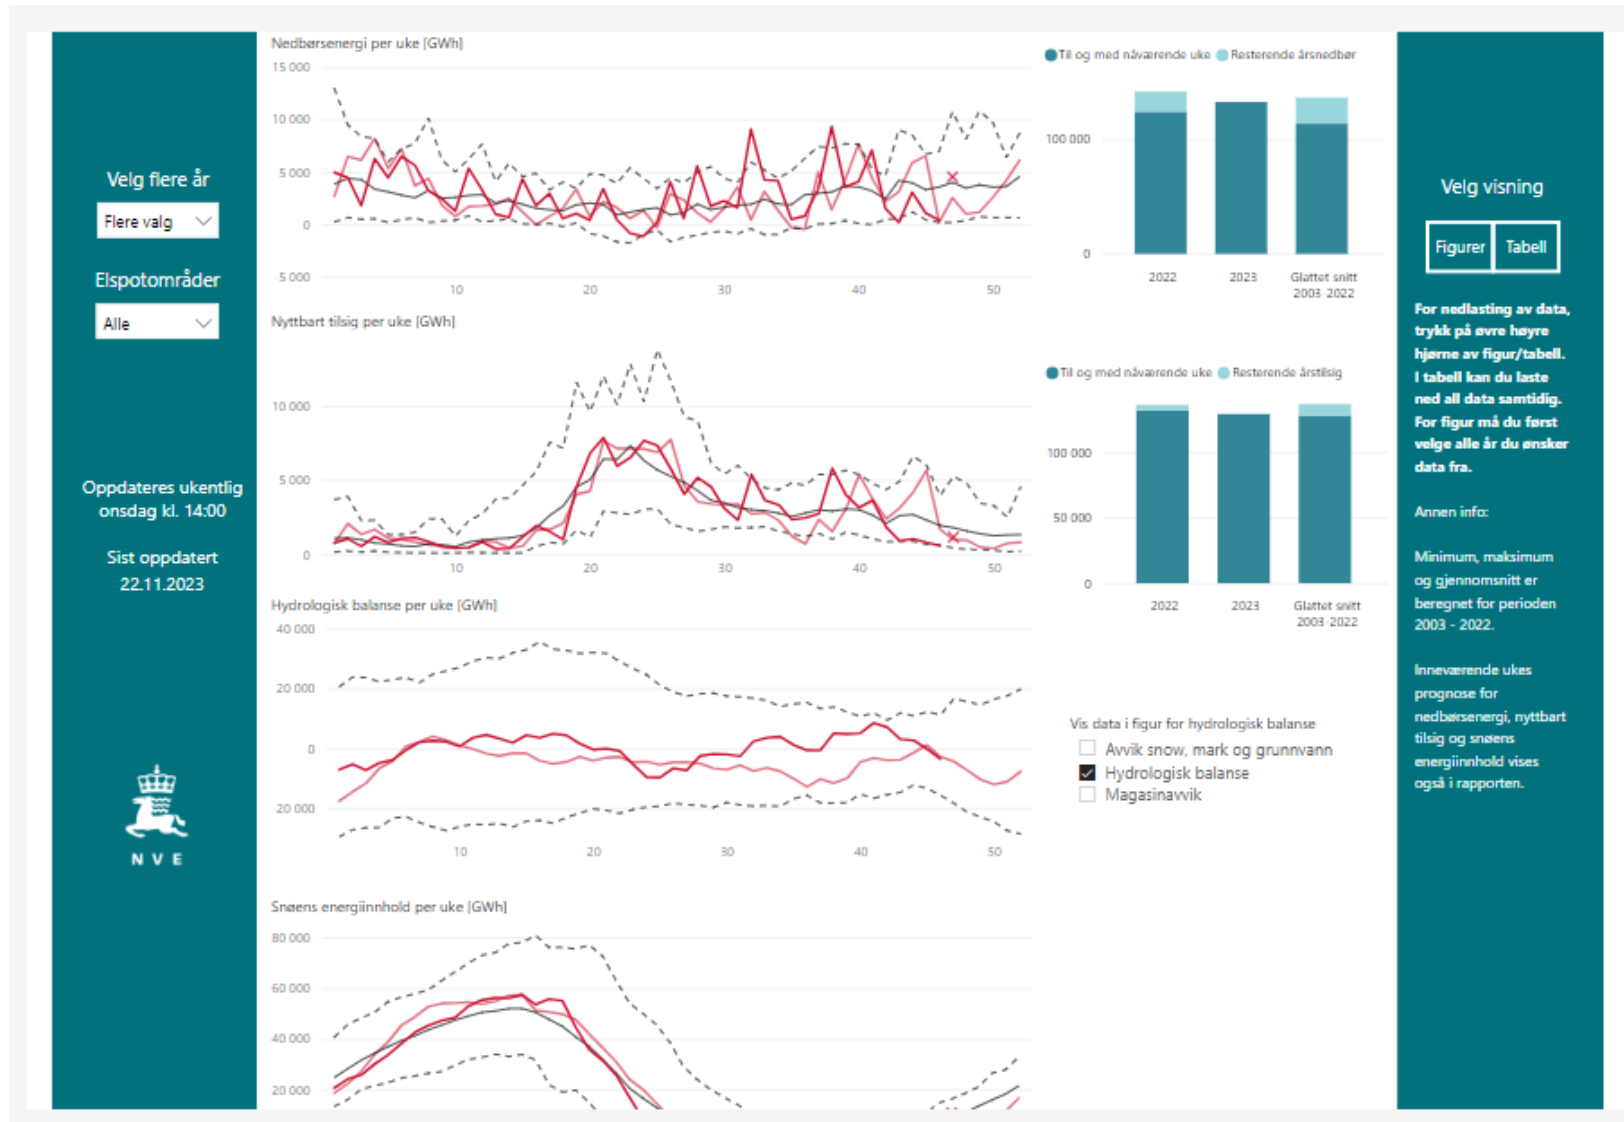 Velg flere år
Flere valg
Elspotområder
Alle
Oppdateres ukentlig
onsdag kl. 14:00
Sist oppdatert
22.11.2023
N V E
Nedbørsenergi per uke [GWh]
15 000
10 000
5 000
0
-5 000
10
20
30
40
50
Til og med nåværende uke
Resterende årsnedbør
100 000
0
2022
2023
Glattet snitt
2003-2022
Nyttbart tilsig per uke [GWh]
10 000
5 000
0
10
20
30
40
50
Til og med nåværende uke
Resterende årstilsig
100 000
50 000
0
2022
2023
Glattet snitt
2003-2022
Hydrologisk balanse per uke [GWh]
40 000
20 000
0
20 000
10
20
30
40
50
Vis data i figur for hydrologisk balanse
Avvik snow, mark og grunnvann
Hydrologisk balanse
Magasinavvik
Snøens energiinnhold per uke [GWh]
80 000
60 000
40 000
20 000
Velg visning
Figurer
Tabell
For nedlasting av data,
trykk på øvre høyre
hjørne av figur/tabell.
I tabell kan du laste
ned all data samtidig.
For figur må du først
velge alle år du ønsker
data fra.
Annen info:
Minimum, maksimum
og gjennomsnitt er
beregnet for perioden
2003 - 2022.
Inneværende ukes
prognose for
nedbørsenergi, nyttbart
tilsig og snøens
energiinnhold vises
også i rapporten.